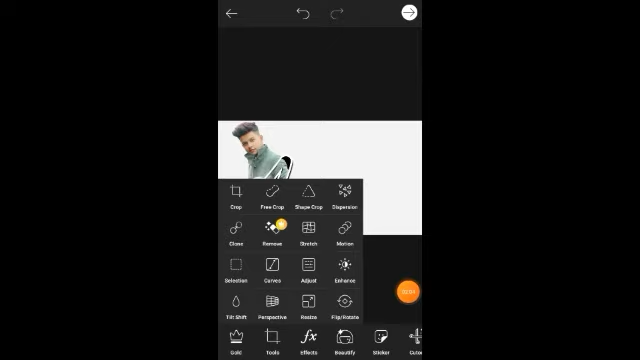 Crop Free Crop Shape Crop Dispersion
Clone Remove Stretch Motion
Selection Curves Adjust Enhance
Tilt Shift Perspective Resize Flip/Rotate
Gold Tools Effects Beautify Sticker